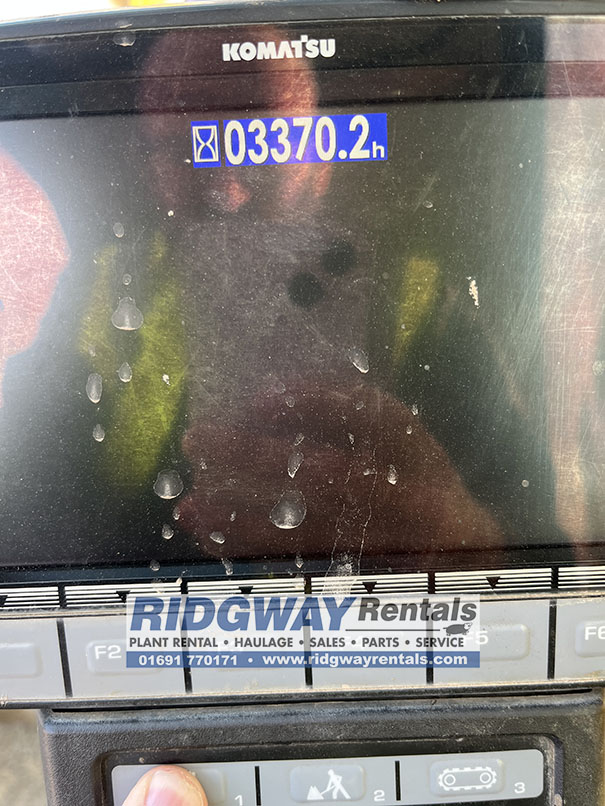 KOMATSU
03370.2h
RIDGWAY Rentals
PLANT RENTAL • HAULAGE • SALES • PARTS • SERVICE
01691 770171 • www.ridgwayrentals.com
F2
F6
1
2
3